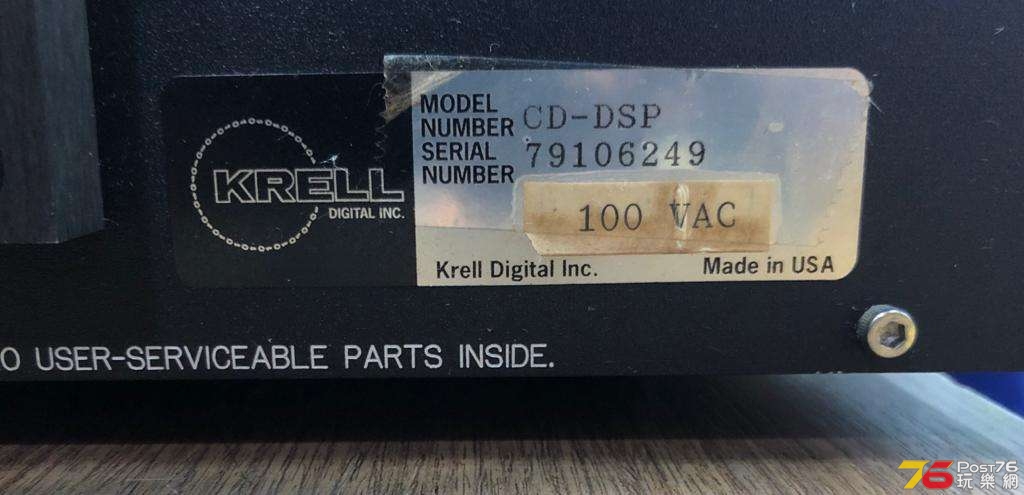 MODEL NUMBER CD-DSP
SERIAL NUMBER 79106249
100 VAC
KRELL
DIGITAL INC.
Krell Digital Inc. Made in USA
O USER-SERVICEABLE PARTS INSIDE.
76 Post76
玩樂網